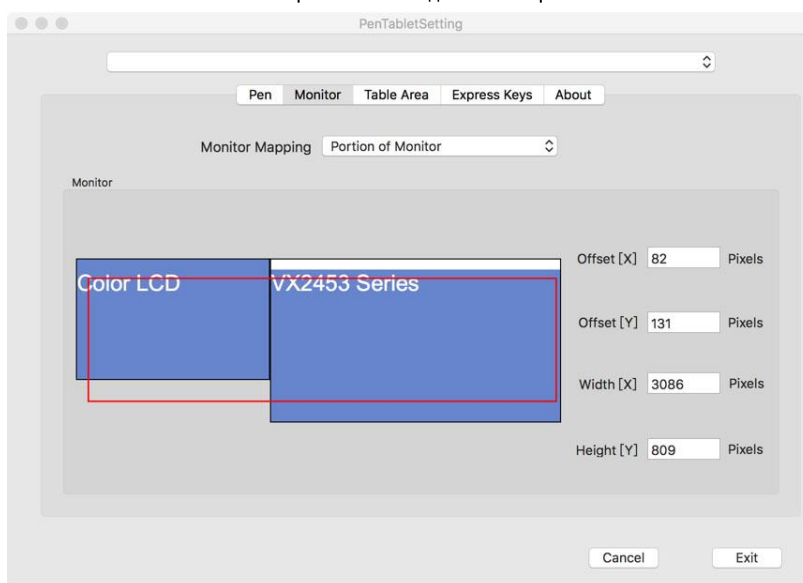 PenTabletSetting
Pen Monitor Table Area Express Keys About
Monitor Mapping Portion of Monitor
Monitor
Color LCD VX2453 Series
Offset [X] 82 Pixels
Offset [Y] 131 Pixels
Width [X] 3086 Pixels
Height [Y] 809 Pixels
Cancel Exit